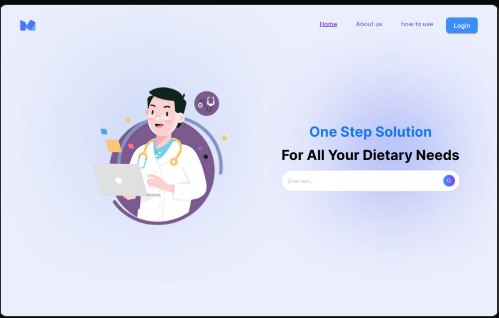 Home
About us
how to use
Login
One Step Solution
For All Your Dietary Needs
Enter text...